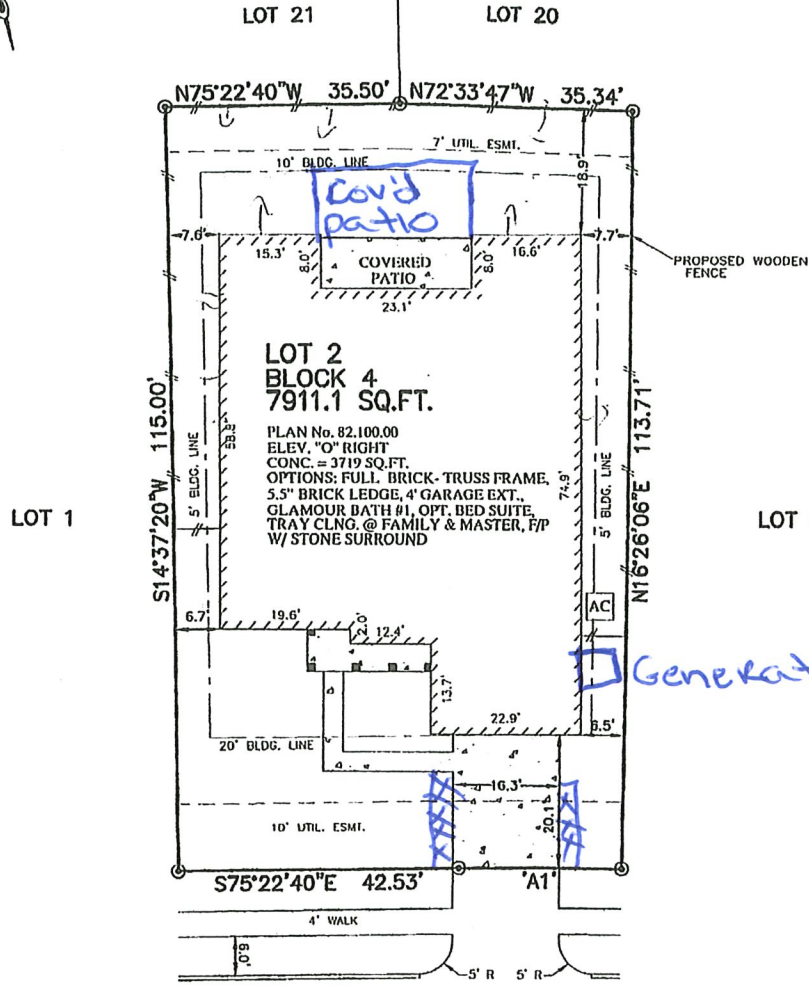 LOT 21
LOT 20
N75°22'40"W 35.50' N72°33'47"W 35.34'
7' UTIL. ESMT.
10' BLDG. LINE
18.9'
Cov'd
patio
7.6'
15.3'
8.0'
COVERED
PATIO
8.0'
16.6'
7.7'
23.1'
PROPOSED WOODEN
FENCE
LOT 2
BLOCK 4
7911.1 SQ.FT.
PLAN No. 82.100.00
ELEV. "O" RIGHT
CONC. = 3719 SQ.FT.
OPTIONS: FULL BRICK- TRUSS FRAME,
5.5" BRICK LEDGE, 4' GARAGE EXT.,
GLAMOUR BATH #1, OPT. BED SUITE,
TRAY CLNG. @ FAMILY & MASTER, F/P
W/ STONE SURROUND
S14°37'20"W 115.00'
5' BLDG. LINE
74.9'
5' BLDG. LINE
N16°26'06"E 113.71'
LOT 1
LOT
AC
6.7'
19.6'
2.0'
12.4'
Generat
13.7'
22.9'
6.5'
20' BLDG. LINE
16.3'
20.1'
10' UTIL. ESMT.
S75°22'40"E 42.53'
'A1'
4' WALK
6.0'
5' R
5' R